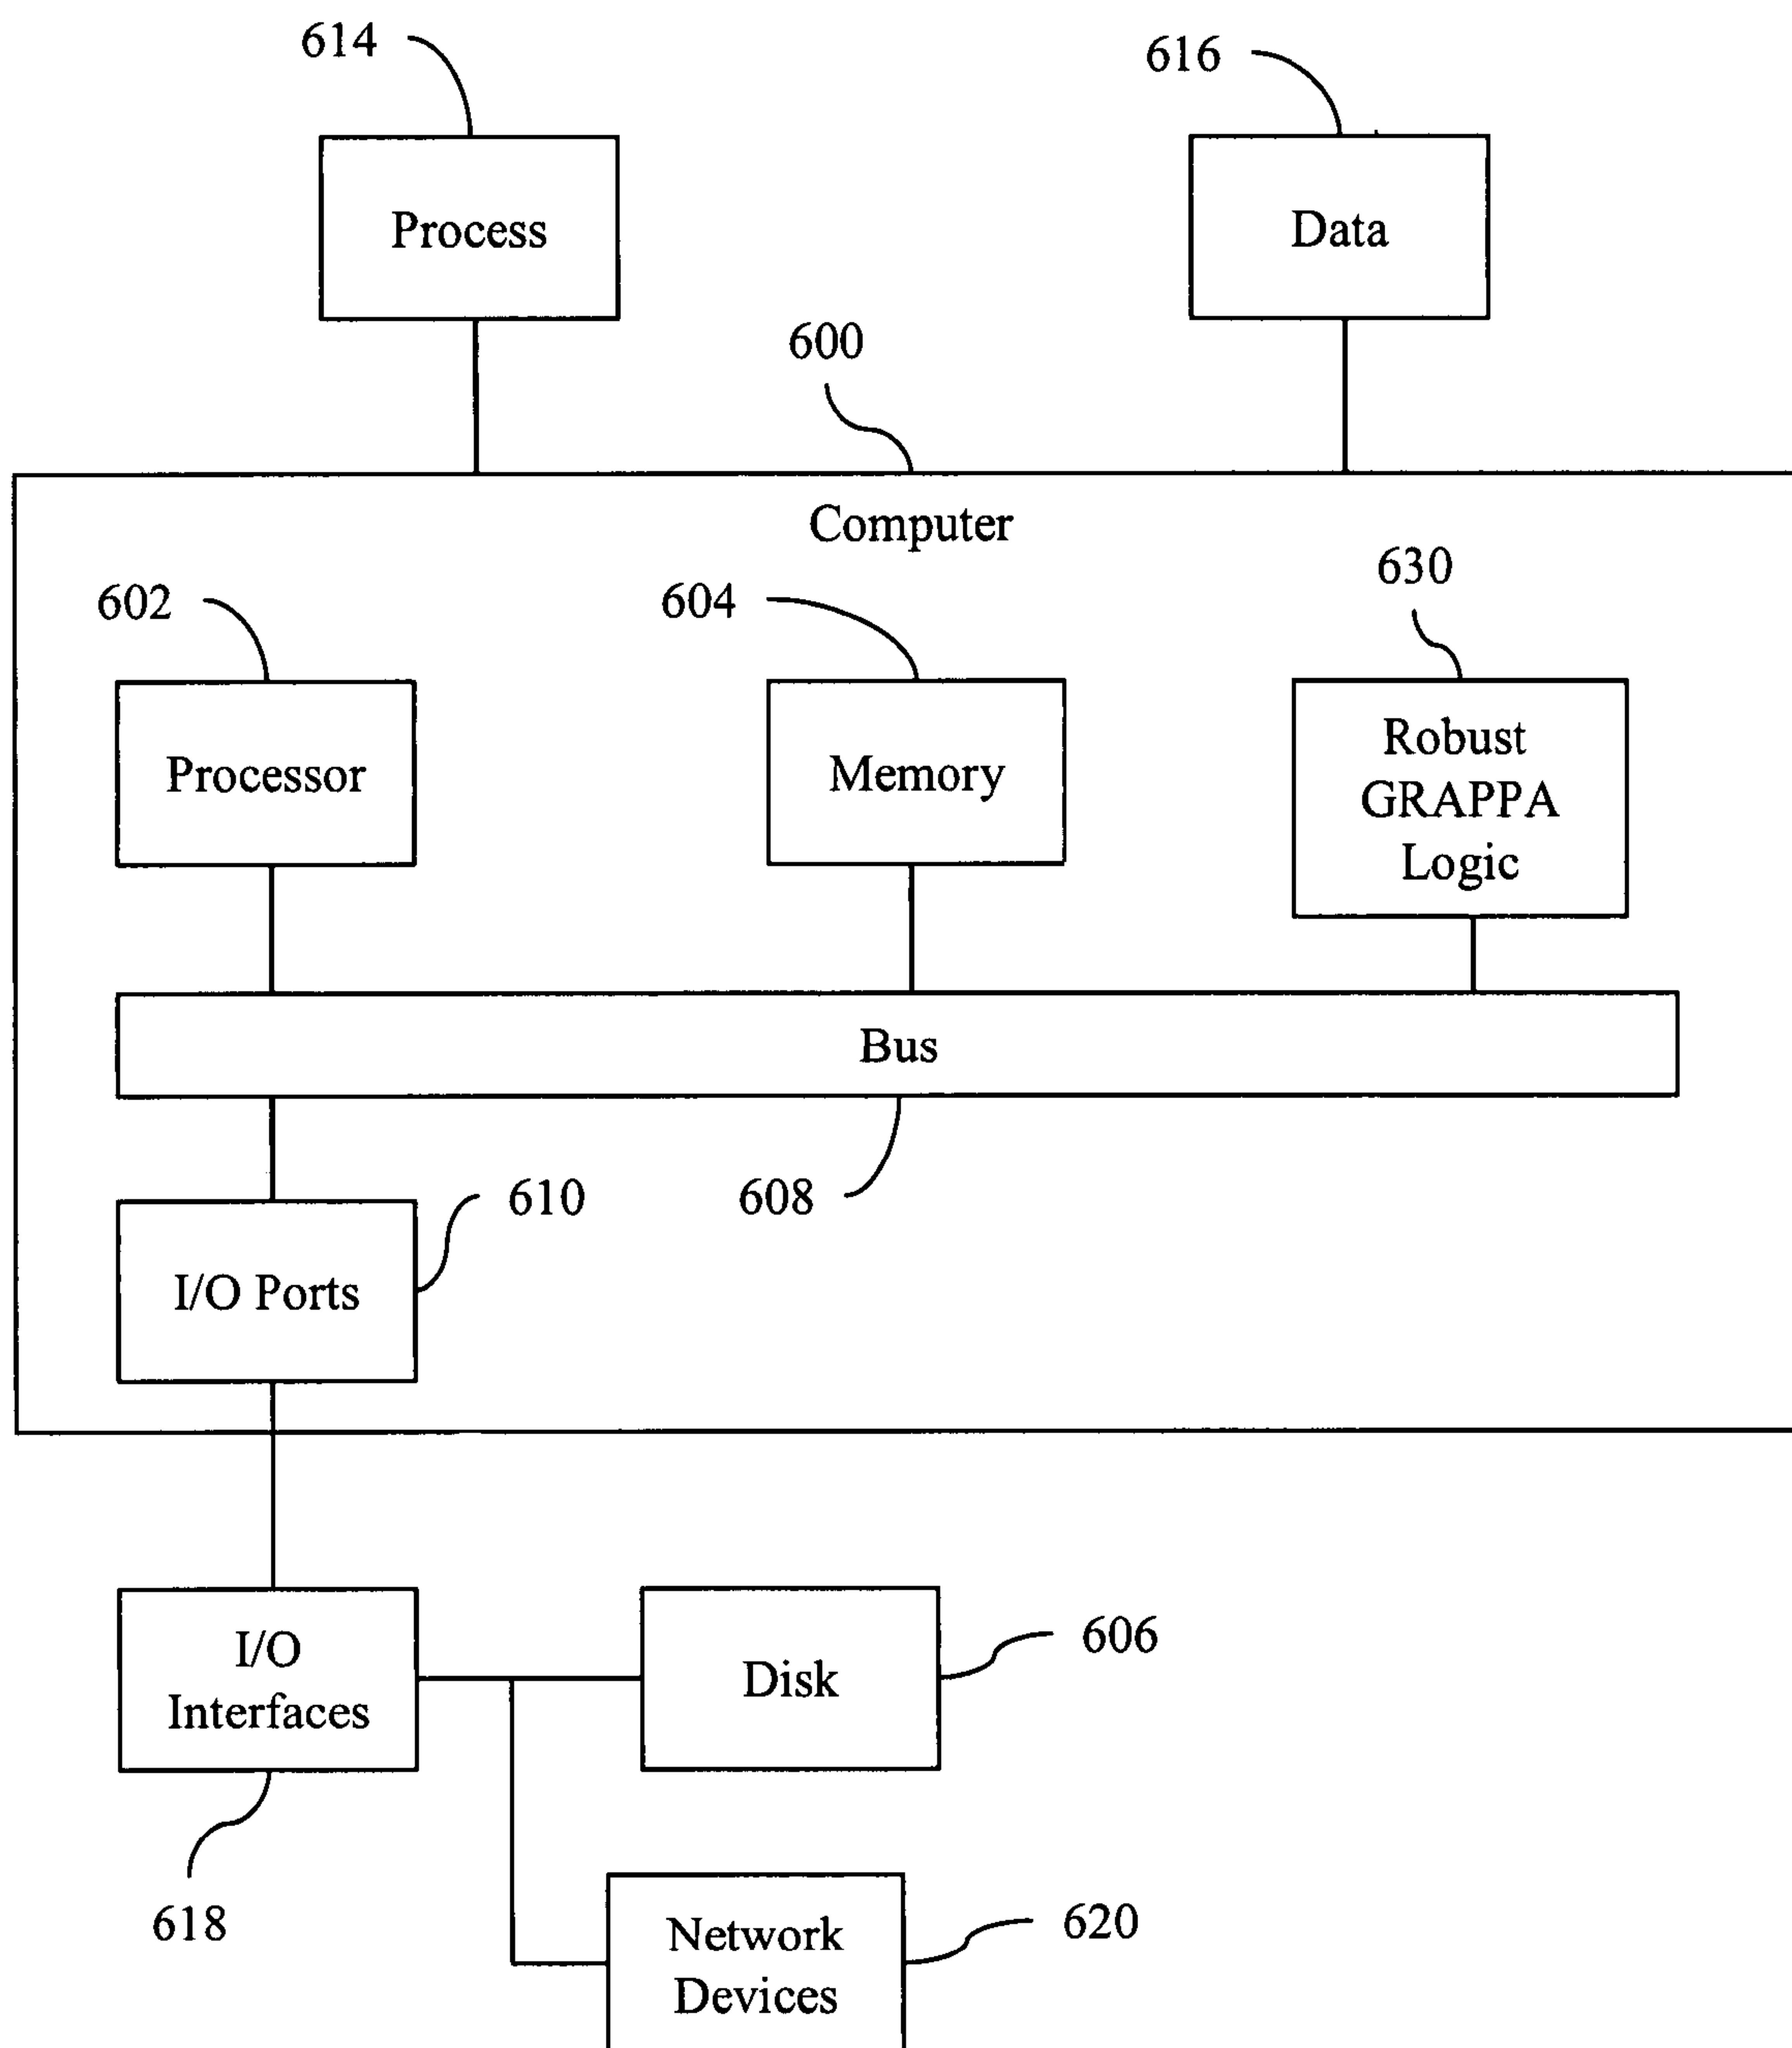 614
616
Process
Data
600
Computer
630
602
604
Processor
Memory
Robust
GRAPPA
Logic
Bus
610
608
I/O Ports
I/O
Interfaces
Disk
606
618
Network
Devices
620